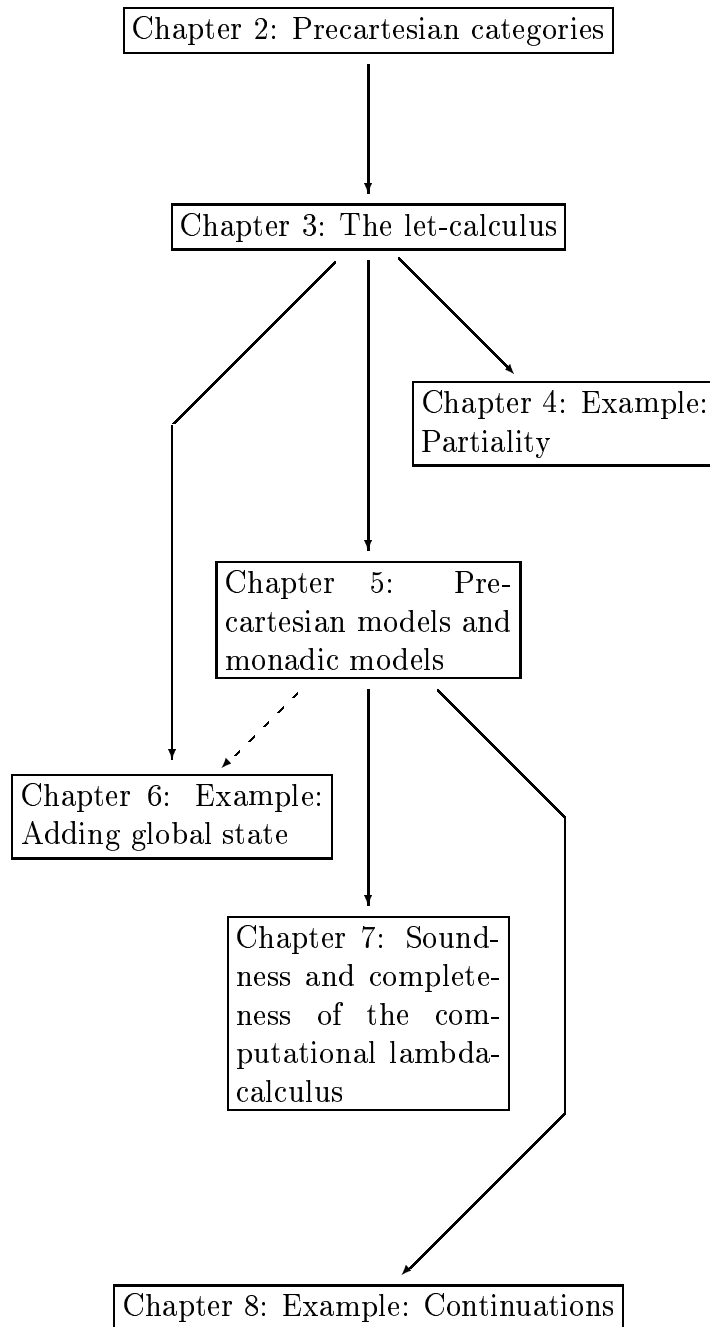 Chapter 2: Precartesian categories
Chapter 3: The let-calculus
Chapter 4: Example:
Partiality
Chapter 5: Pre-
cartesian models and
monadic models
Chapter 6: Example:
Adding global state
Chapter 7: Sound-
ness and complete-
ness of the com-
putational lambda-
calculus
Chapter 8: Example: Continuations